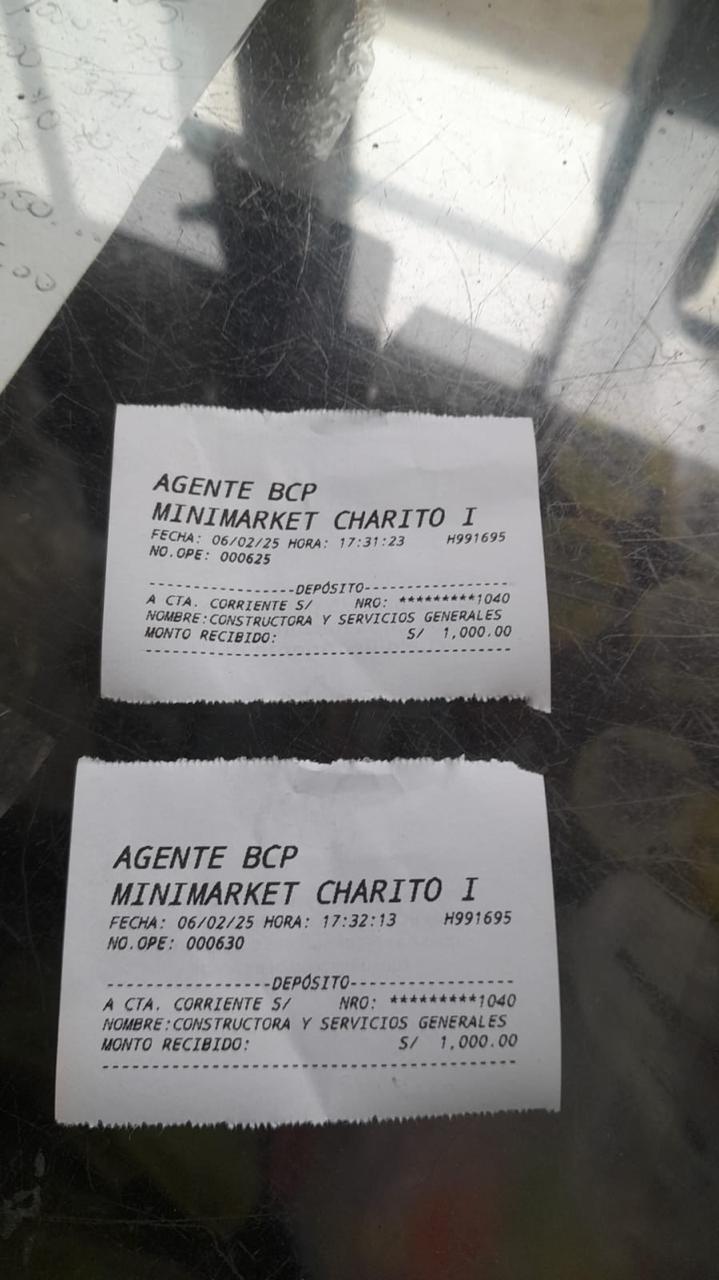 AGENTE BCP
MINIMARKET CHARITO I
FECHA: 06/02/25 HORA: 17:31:23 H991695
NO.OPE: 000625
------------------DEPÓSITO------------------
A CTA. CORRIENTE S/ NRO: *********1040
NOMBRE:CONSTRUCTORA Y SERVICIOS GENERALES
MONTO RECIBIDO: S/ 1,000.00
--------------------------------------------
AGENTE BCP
MINIMARKET CHARITO I
FECHA: 06/02/25 HORA: 17:32:13 H991695
NO.OPE: 000630
------------------DEPÓSITO------------------
A CTA. CORRIENTE S/ NRO: *********1040
NOMBRE:CONSTRUCTORA Y SERVICIOS GENERALES
MONTO RECIBIDO: S/ 1,000.00
--------------------------------------------